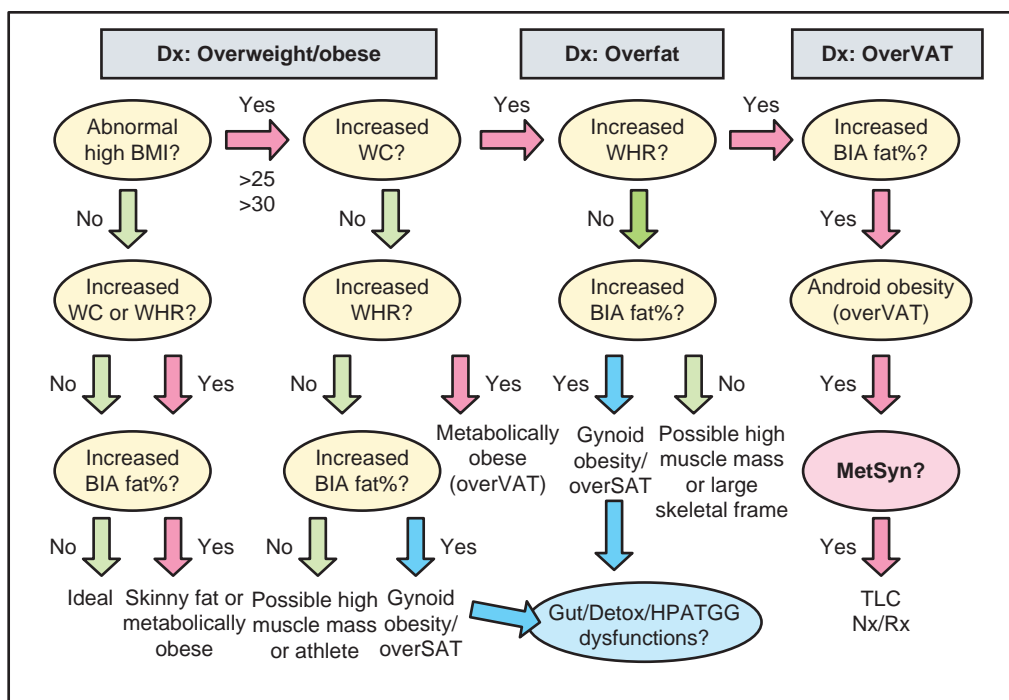 Dx: Overweight/obese
Dx: Overfat
Dx: OverVAT
Abnormal
high BMI?
Yes
>25
>30
Increased
WC?
Yes
Increased
WHR?
Yes
Increased
BIA fat%?
No
No
No
Yes
Increased
WC or WHR?
Increased
WHR?
Increased
BIA fat%?
Android obesity
(overVAT)
No
Yes
No
Yes
Yes
No
Yes
Increased
BIA fat%?
Increased
BIA fat%?
Metabolically
obese
(overVAT)
Gynoid
obesity/
overSAT
Possible high
muscle mass
or large
skeletal frame
MetSyn?
No
Yes
No
Yes
Yes
Ideal
Skinny fat or
metabolically
obese
Possible high
muscle mass
or athlete
Gynoid
obesity/
overSAT
Gut/Detox/HPATGG
dysfunctions?
TLC
Nx/Rx